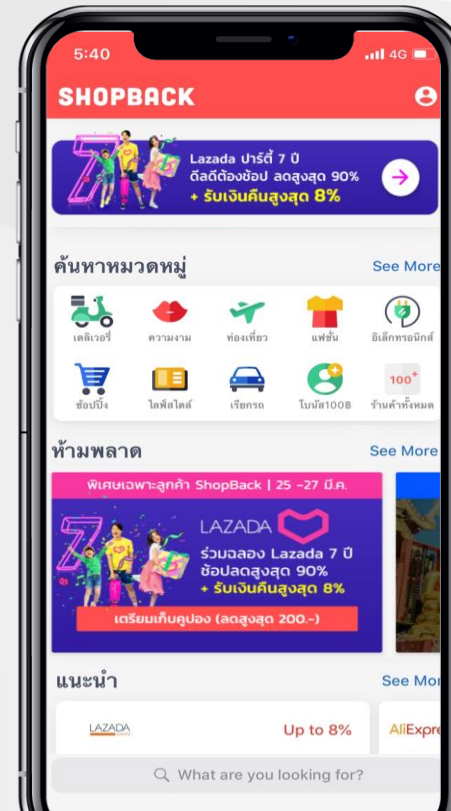 5:40
4G
SHOPBACK
7
Lazada ปาร์ตี้ 7 ปี
ดีลดีต้องช้อป ลดสูงสุด 90%
+ รับเงินคืนสูงสุด 8%
ค้นหาหมวดหมู่
See More
เดลิเวอรี่
ความงาม
ท่องเที่ยว
แฟชั่น
อิเล็กทรอนิกส์
100+
ช้อปปิ้ง
ไลฟ์สไตล์
เรียกรถ
โบนัส100฿
ร้านค้าทั้งหมด
ห้ามพลาด
See More
พิเศษเฉพาะลูกค้า ShopBack | 25 -27 มี.ค.
7
LAZADA
ร่วมฉลอง Lazada 7 ปี
ช้อปลดสูงสุด 90%
+ รับเงินคืนสูงสุด 8%
เตรียมเก็บคูปอง (ลดสูงสุด 200.-)
แนะนำ
See Mor
LAZADA
Up to 8%
AliExpre
What are you looking for?